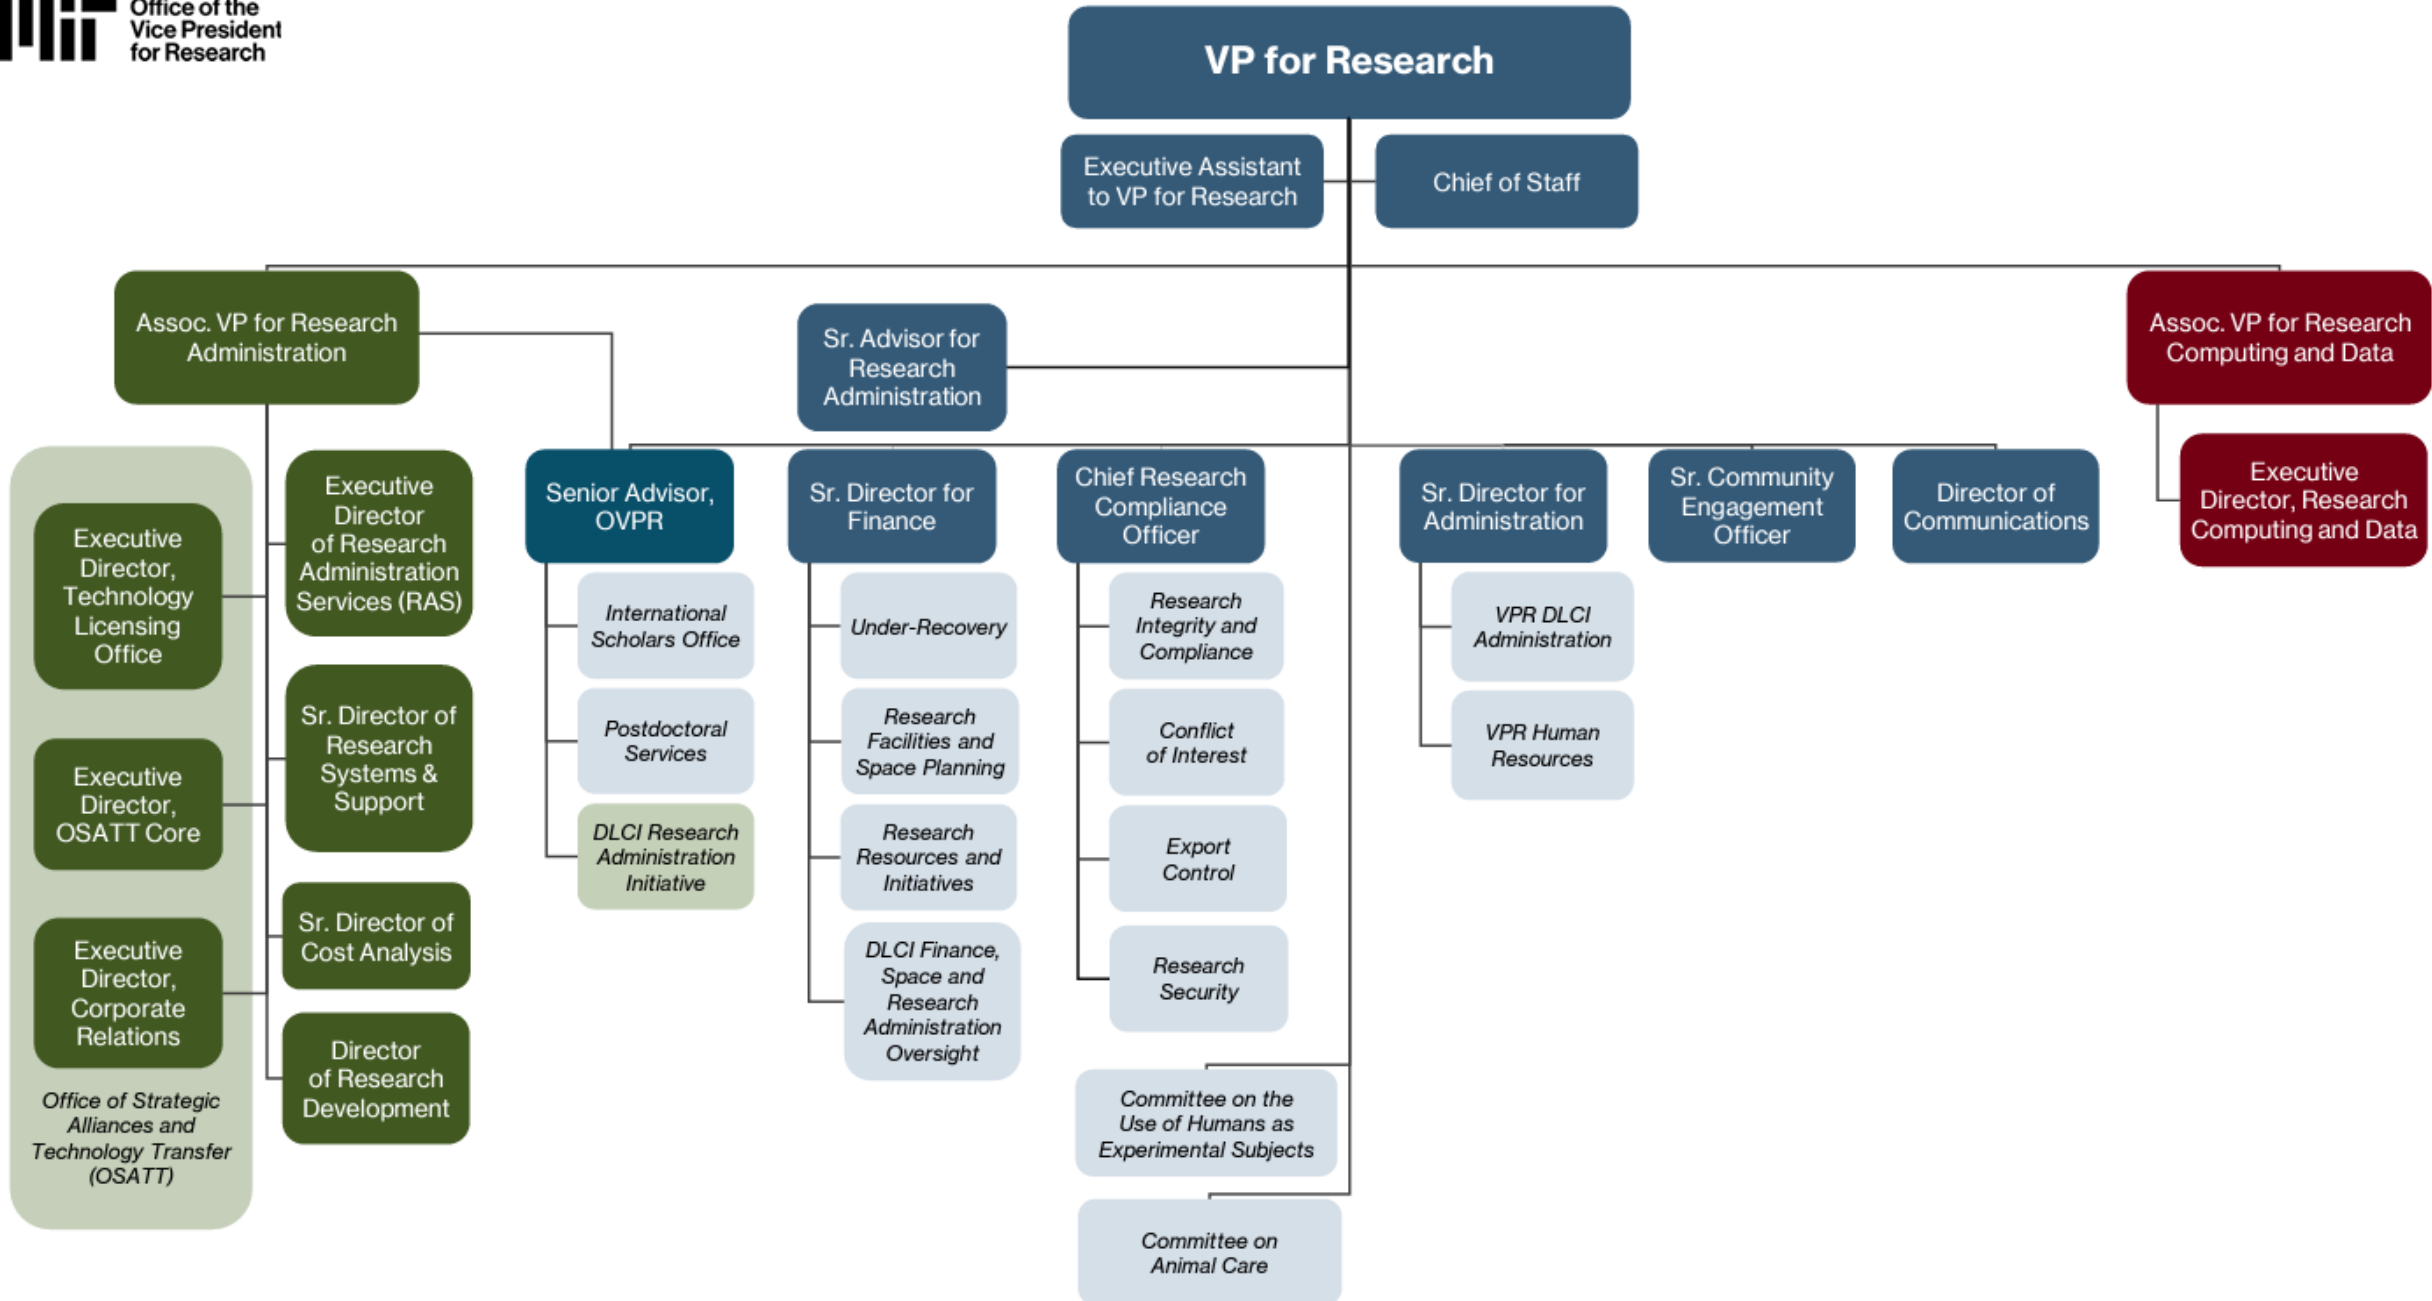 MIT
Office of the
Vice President
for Research
VP for Research
Executive Assistant
to VP for Research
Chief of Staff
Assoc. VP for Research
Administration
Sr. Advisor for
Research
Administration
Assoc. VP for Research
Computing and Data
Executive
Director,
Technology
Licensing
Office
Executive
Director,
OSATT Core
Executive
Director,
Corporate
Relations
Office of Strategic
Alliances and
Technology Transfer
(OSATT)
Executive
Director
of Research
Administration
Services (RAS)
Sr. Director of
Research
Systems &
Support
Sr. Director of
Cost Analysis
Director
of Research
Development
Senior Advisor,
OVPR
International
Scholars Office
Postdoctoral
Services
DLCI Research
Administration
Initiative
Sr. Director for
Finance
Under-Recovery
Research
Facilities and
Space Planning
Research
Resources and
Initiatives
DLCI Finance,
Space and
Research
Administration
Oversight
Chief Research
Compliance
Officer
Research
Integrity and
Compliance
Conflict
of Interest
Export
Control
Research
Security
Committee on the
Use of Humans as
Experimental Subjects
Committee on
Animal Care
Sr. Director for
Administration
VPR DLCI
Administration
VPR Human
Resources
Sr. Community
Engagement
Officer
Director of
Communications
Executive
Director, Research
Computing and Data